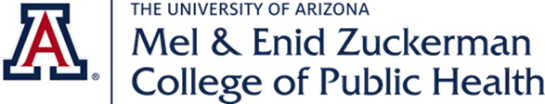 THE UNIVERSITY OF ARIZONA
Mel & Enid Zuckerman
A®
College of Public Health